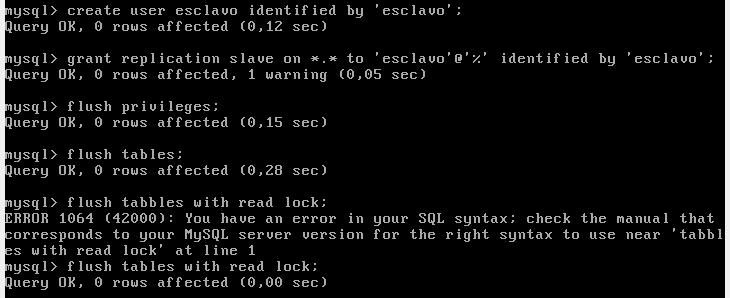 mysql> create user esclavo identified by 'esclavo';
Query OK, 0 rows affected (0,12 sec)
mysql> grant replication slave on *.* to 'esclavo'@'%' identified by 'esclavo';
Query OK, 0 rows affected, 1 warning (0,05 sec)
mysql> flush privileges;
Query OK, 0 rows affected (0,15 sec)
mysql> flush tables;
Query OK, 0 rows affected (0,28 sec)
mysql> flush tabbles with read lock;
ERROR 1064 (42000): You have an error in your SQL syntax; check the manual that
corresponds to your MySQL server version for the right syntax to use near 'tabbl
es with read lock' at line 1
mysql> flush tables with read lock;
Query OK, 0 rows affected (0,00 sec)